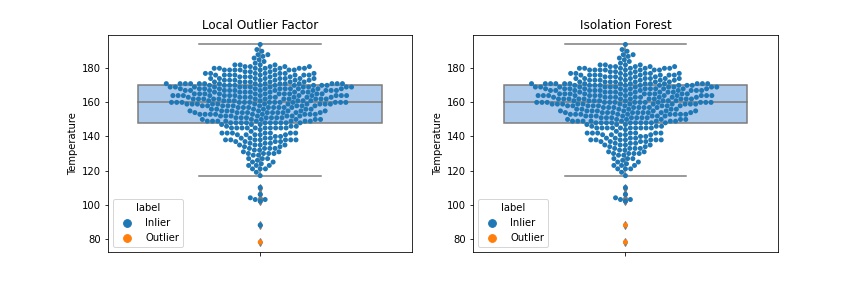 Local Outlier Factor
Temperature
180
160
140
120
100
80
label
Inlier
Outlier
Isolation Forest
Temperature
180
160
140
120
100
80
label
Inlier
Outlier